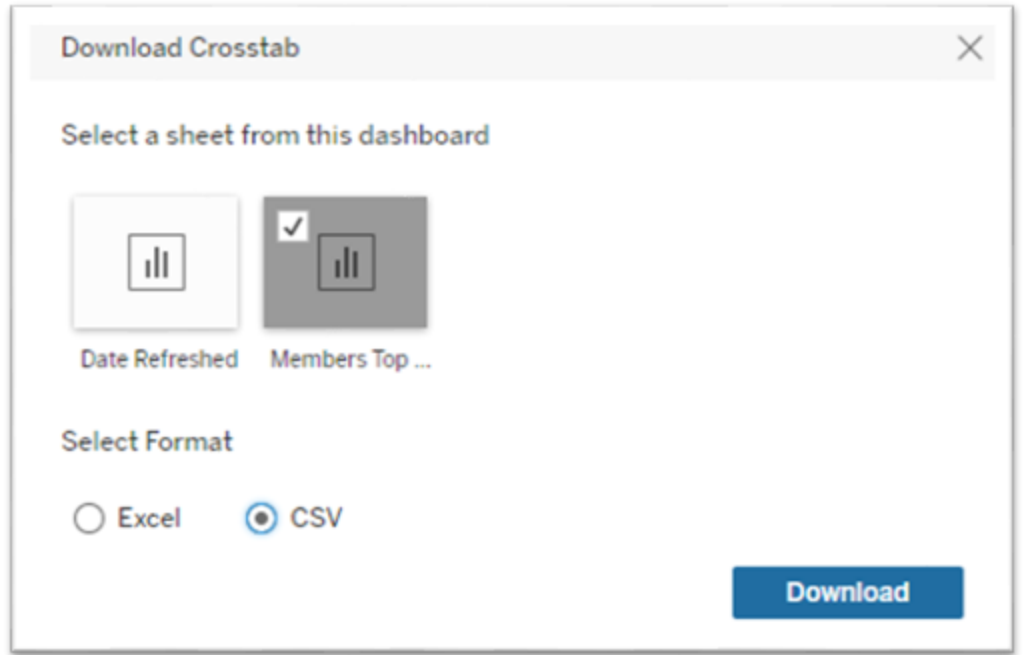 Download Crosstab
Select a sheet from this dashboard
Date Refreshed Members Top ...
Select Format
Excel CSV
Download